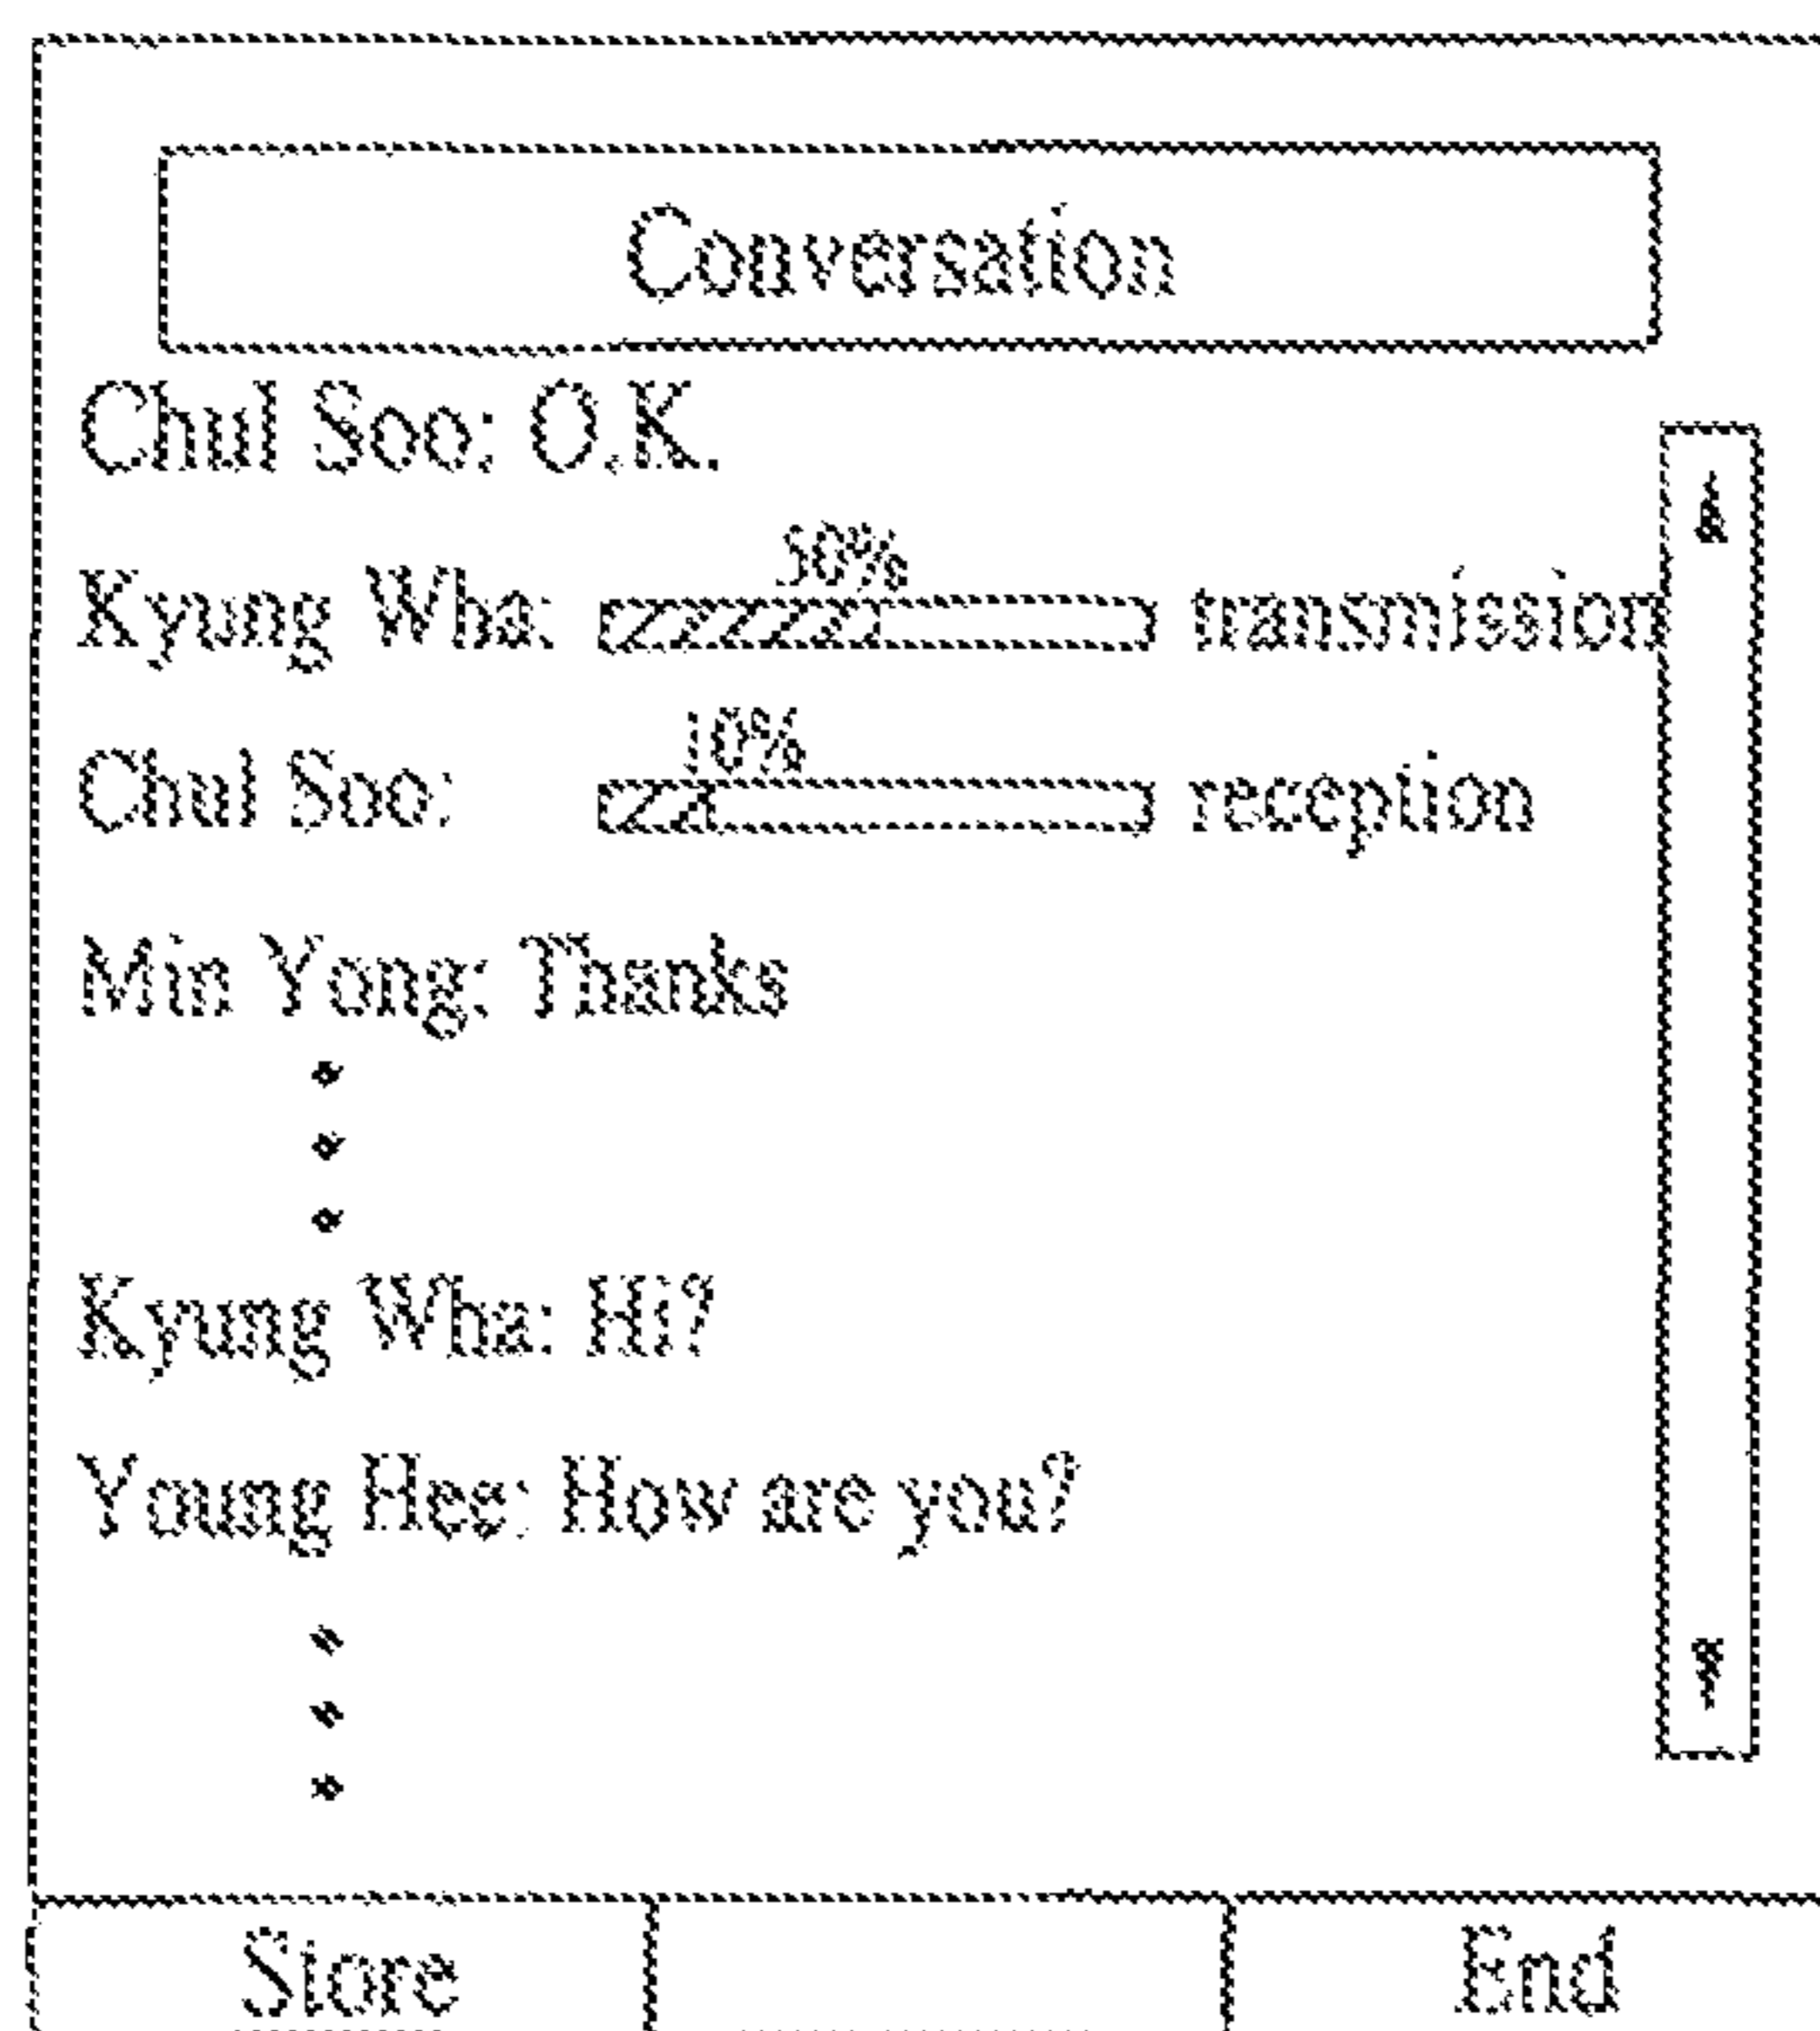 Conversation
Chul Soo: O.K.
50%
Kyung Wha: transmission
10%
Chul Soo: reception
Min Yong: Thanks
Kyung Wha: Hi?
Young Hee: How are you?
Store End